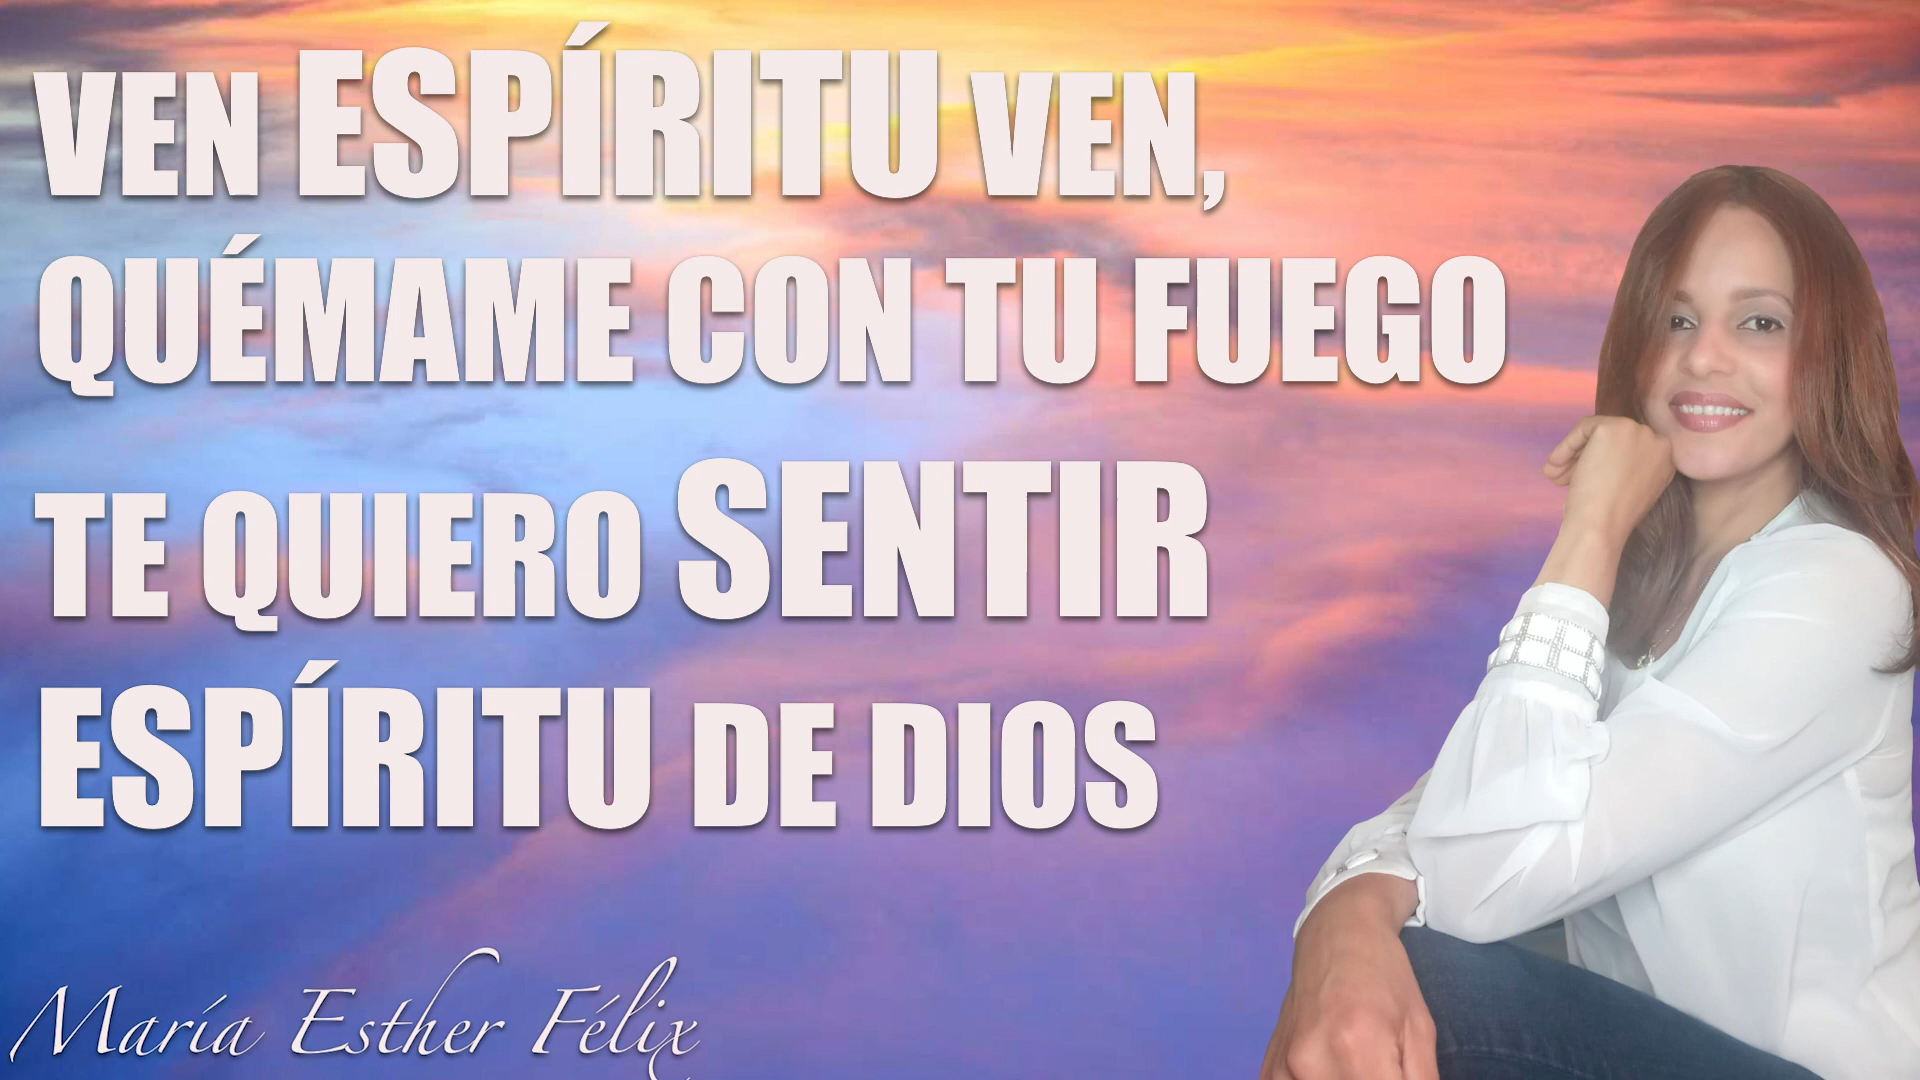 VEN ESPÍRITU VEN,
QUÉMAME CON TU FUEGO
TE QUIERO SENTIR
ESPÍRITU DE DIOS
María Esther Félix